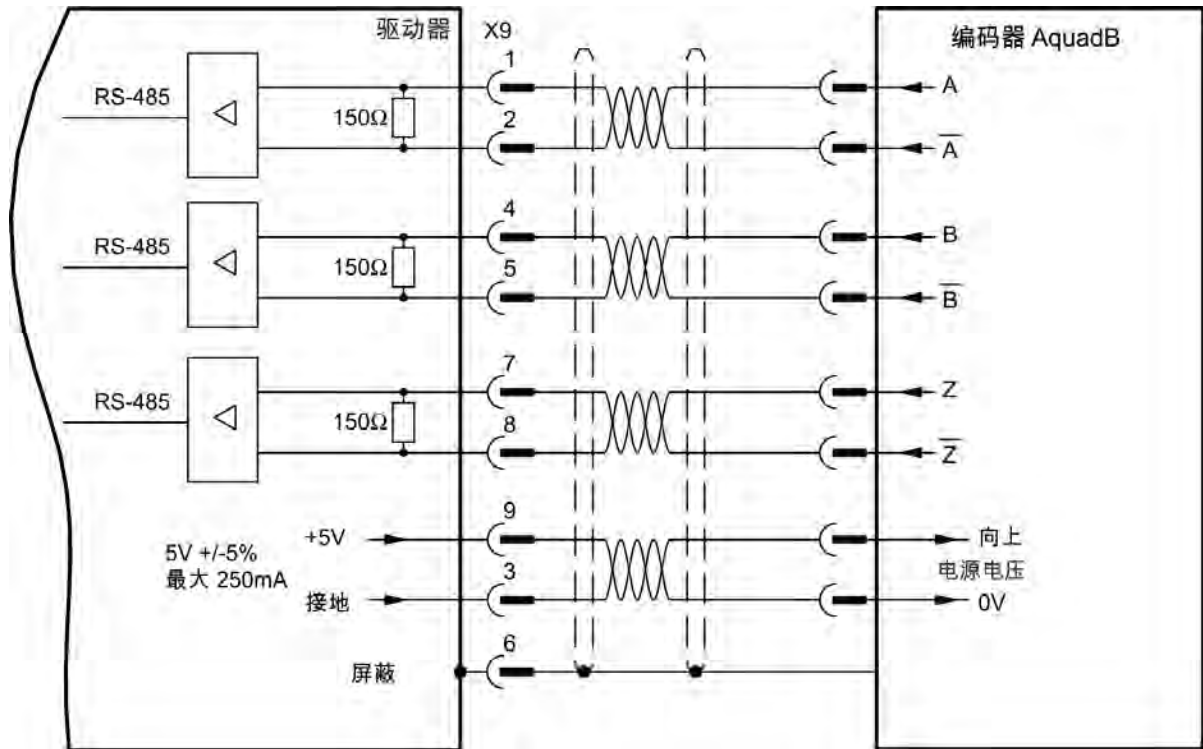 驱动器 X9 编码器 AquadB
1
A
RS-485
150Ω
2
A̅
4
B
RS-485
150Ω
5
B̅
7
Z
RS-485
150Ω
8
Z̅
9
+5V
向上
5V +/-5%
最大 250mA
电源电压
3
接地
0V
6
屏蔽